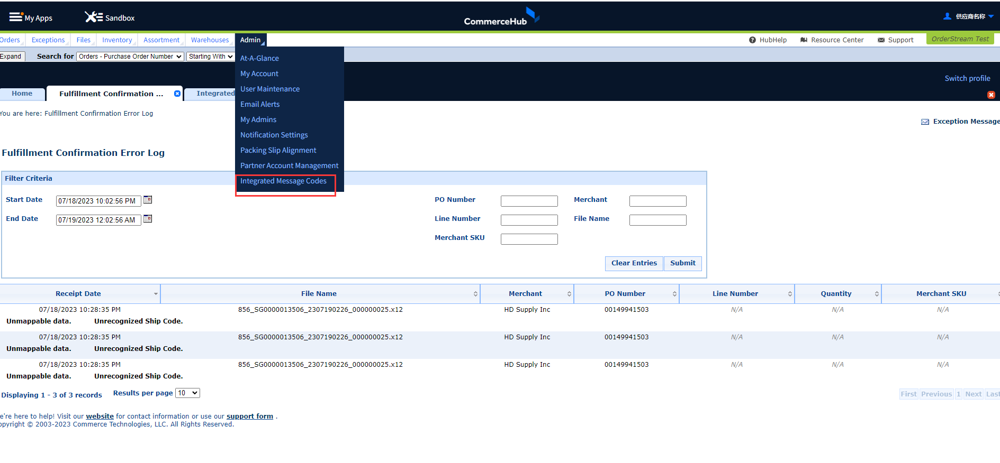 My Apps
Sandbox
CommerceHub
供应商名称
Orders
Exceptions
Files
Inventory
Assortment
Warehouses
Admin
HubHelp
Resource Center
Support
OrderStream Test
Expand
Search for
Orders - Purchase Order Number
Starting With
At-A-Glance
My Account
User Maintenance
Email Alerts
My Admins
Notification Settings
Packing Slip Alignment
Partner Account Management
Integrated Message Codes
Switch profile
Home
Fulfillment Confirmation ...
Integrated
You are here: Fulfillment Confirmation Error Log
Exception Message
Fulfillment Confirmation Error Log
Filter Criteria
Start Date 07/18/2023 10:02:56 PM
PO Number
Merchant
End Date 07/19/2023 12:02:56 AM
Line Number
File Name
Merchant SKU
Clear Entries
Submit
Receipt Date File Name Merchant PO Number Line Number Quantity Merchant SKU
07/18/2023 10:28:35 PM 856_SG0000013506_2307190226_000000025.x12 HD Supply Inc 00149941503 N/A N/A N/A
Unmappable data. Unrecognized Ship Code.
07/18/2023 10:28:35 PM 856_SG0000013506_2307190226_000000025.x12 HD Supply Inc 00149941503 N/A N/A N/A
Unmappable data. Unrecognized Ship Code.
07/18/2023 10:28:35 PM 856_SG0000013506_2307190226_000000025.x12 HD Supply Inc 00149941503 N/A N/A N/A
Unmappable data. Unrecognized Ship Code.
Displaying 1 - 3 of 3 records
Results per page 10
First Previous 1 Next Last
e're here to help! Visit our website for contact information or use our support form .
opyright © 2003-2023 Commerce Technologies, LLC. All Rights Reserved.